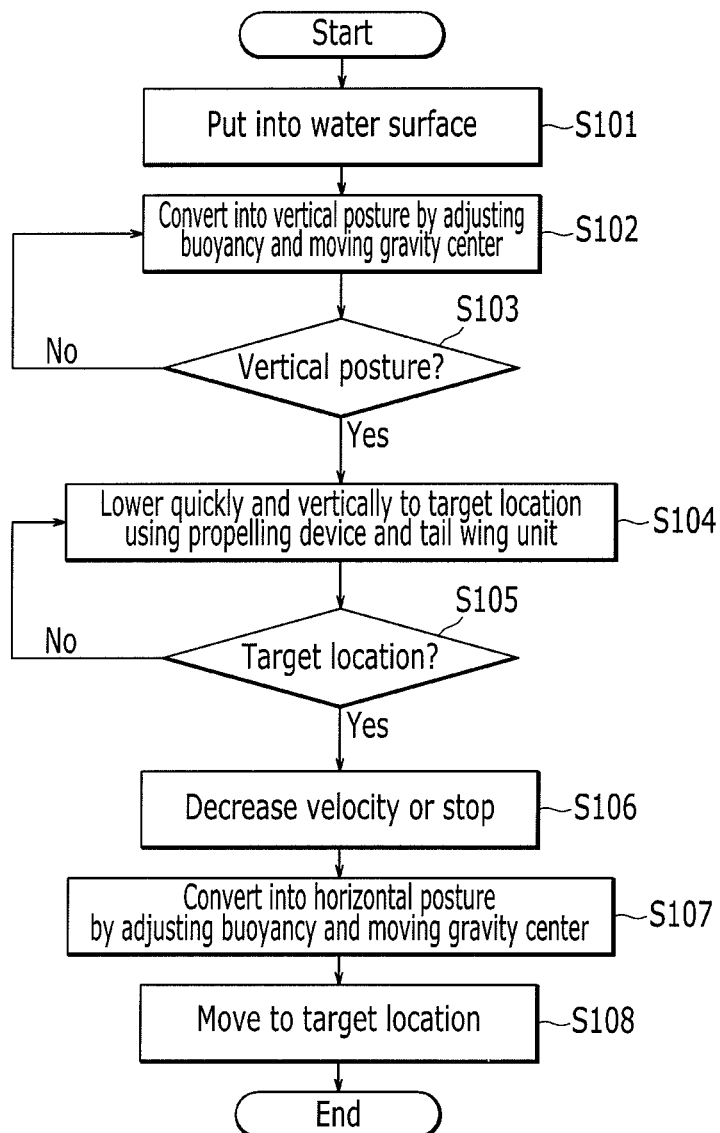 Start
Put into water surface
S101
Convert into vertical posture by adjusting
buoyancy and moving gravity center
S102
S103
Vertical posture?
No
Yes
Lower quickly and vertically to target location
using propelling device and tail wing unit
S104
S105
Target location?
No
Yes
Decrease velocity or stop
S106
Convert into horizontal posture
by adjusting buoyancy and moving gravity center
S107
Move to target location
S108
End